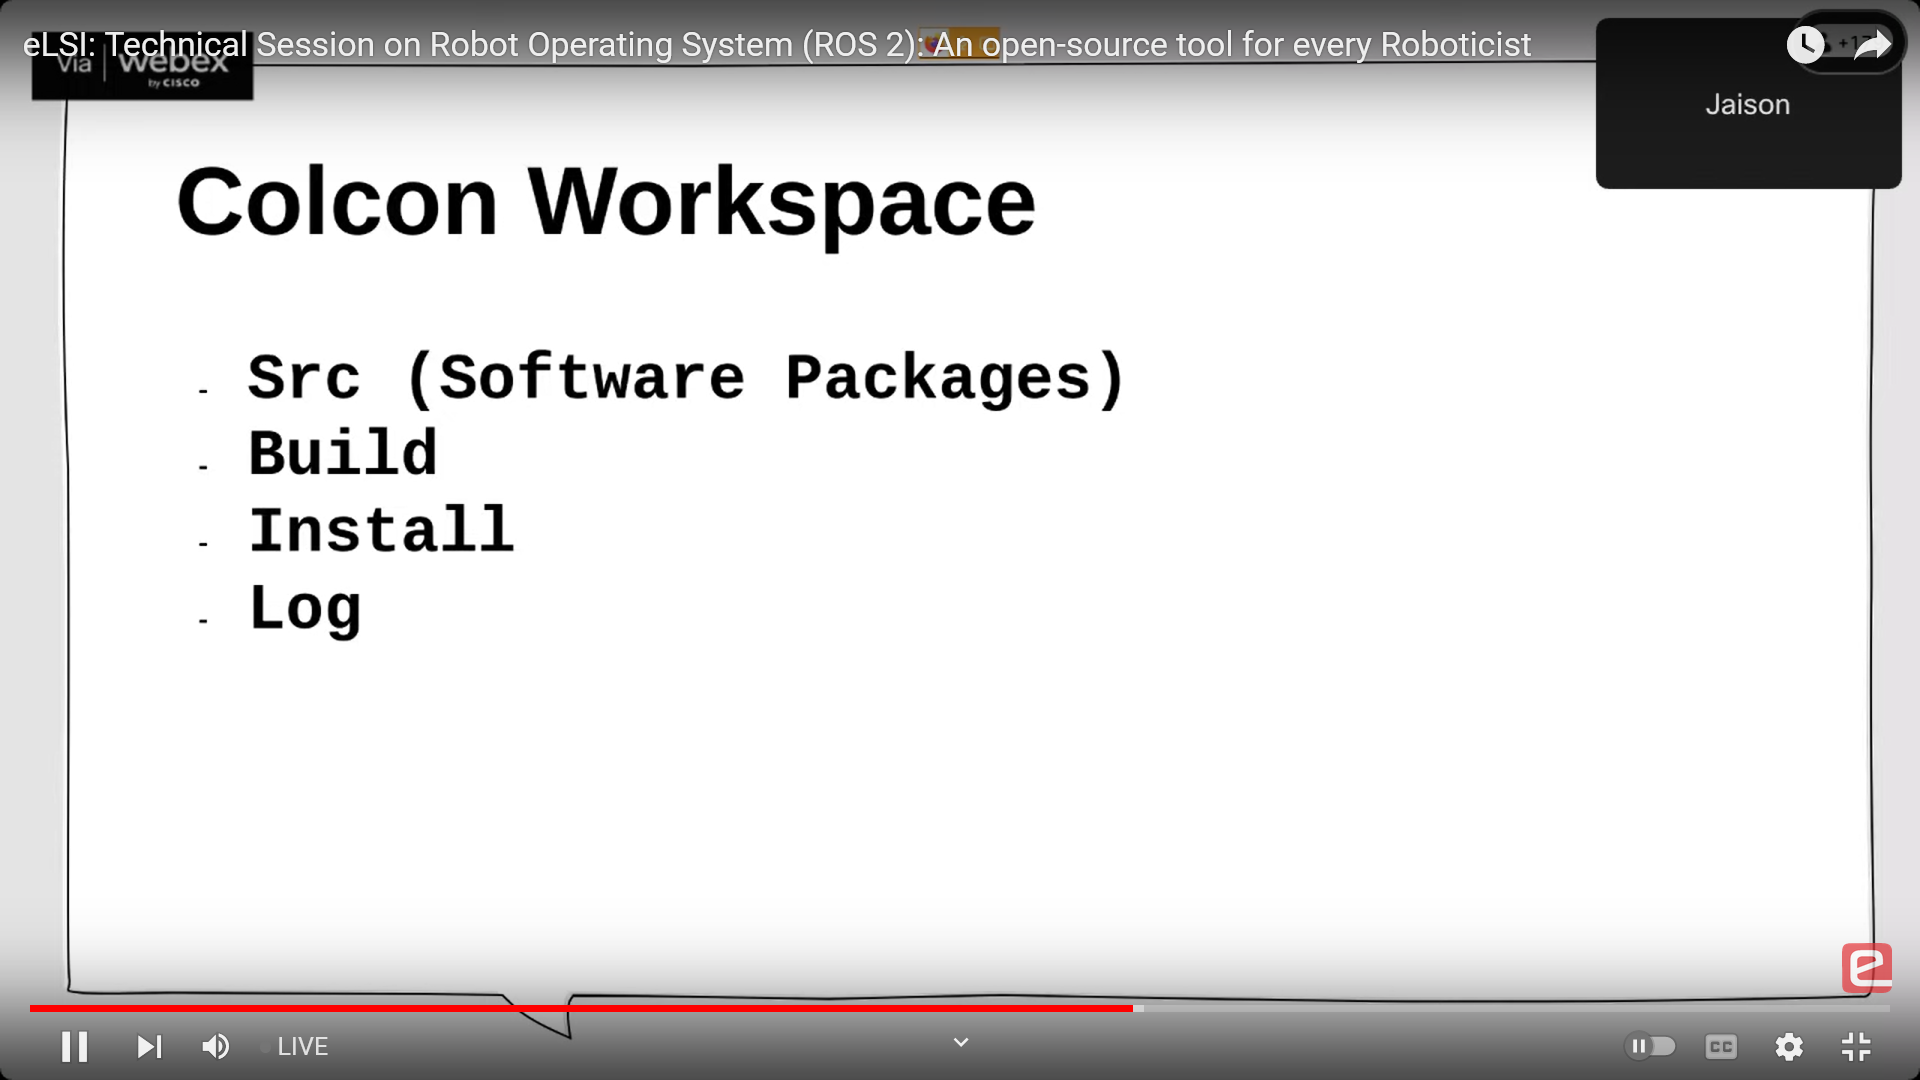 eLSI: Technical Session on Robot Operating System (ROS 2): An open-source tool for every Roboticist
Via webex
by CISCO
Jaison
Colcon Workspace
- Src (Software Packages)
- Build
- Install
- Log
LIVE
CC